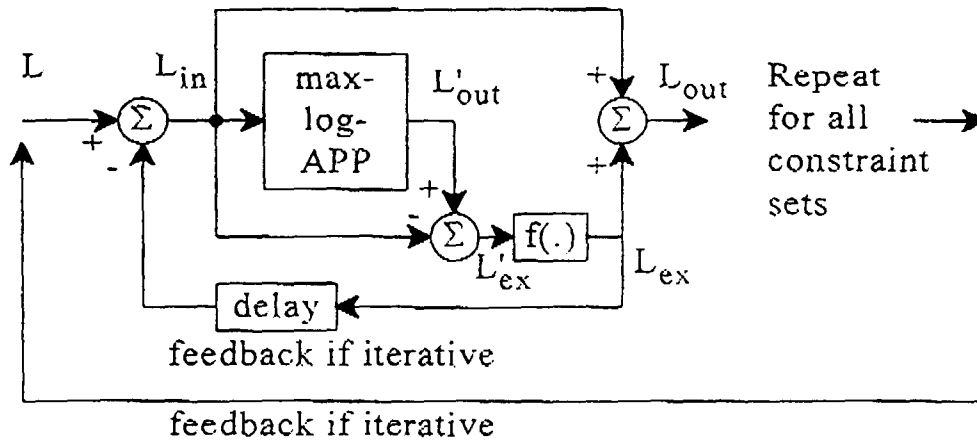 L
L_in
max-
log-
APP
L'_out
+
Σ
-
+
Σ
-
L'_ex
f(.)
+
Σ
+
L_out
L_ex
Repeat
for all
constraint
sets
delay
feedback if iterative
feedback if iterative